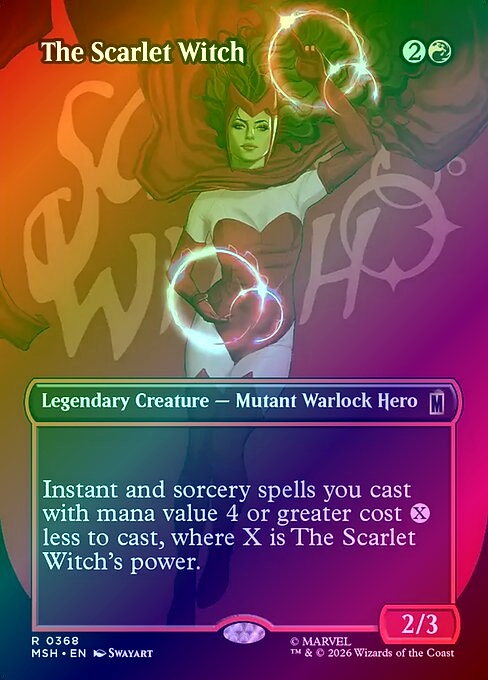 The Scarlet Witch 2
SCARLET
WITCH
Legendary Creature — Mutant Warlock Hero M
Instant and sorcery spells you cast
with mana value 4 or greater cost X
less to cast, where X is The Scarlet
Witch's power.
2/3
R 0368
MSH • EN SWAYART
© MARVEL
™ & © 2026 Wizards of the Coast